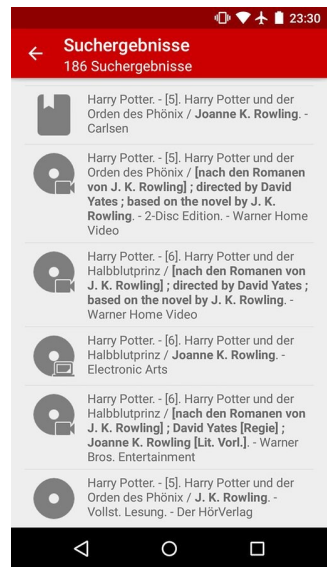 23:30
Suchergebnisse
186 Suchergebnisse
Harry Potter. - [5]. Harry Potter und der
Orden des Phönix / Joanne K. Rowling. -
Carlsen
Harry Potter. - [5]. Harry Potter und der
Orden des Phönix / [nach den Romanen
von J. K. Rowling] ; directed by David
Yates ; based on the novel by J. K.
Rowling. - 2-Disc Edition. - Warner Home
Video
Harry Potter. - [6]. Harry Potter und der
Halbblutprinz / [nach den Romanen von
J. K. Rowling] ; directed by David Yates ;
based on the novel by J. K. Rowling. -
Warner Home Video
Harry Potter. - [6]. Harry Potter und der
Halbblutprinz / Joanne K. Rowling. -
Electronic Arts
Harry Potter. - [6]. Harry Potter und der
Halbblutprinz / [nach den Romanen von
J. K. Rowling] ; David Yates [Regie] ;
Joanne K. Rowling [Lit. Vorl.]. - Warner
Bros. Entertainment
Harry Potter. - [5]. Harry Potter und der
Orden des Phönix / J. K. Rowling. -
Vollst. Lesung. - Der HörVerlag